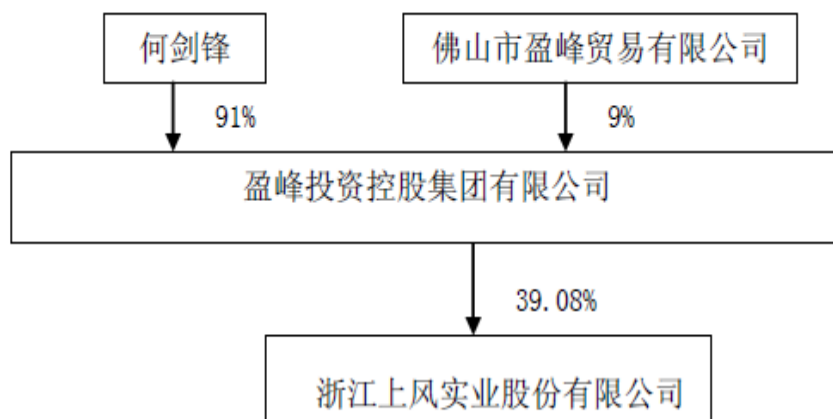 何剑锋
佛山市盈峰贸易有限公司
91%
9%
盈峰投资控股集团有限公司
39.08%
浙江上风实业股份有限公司